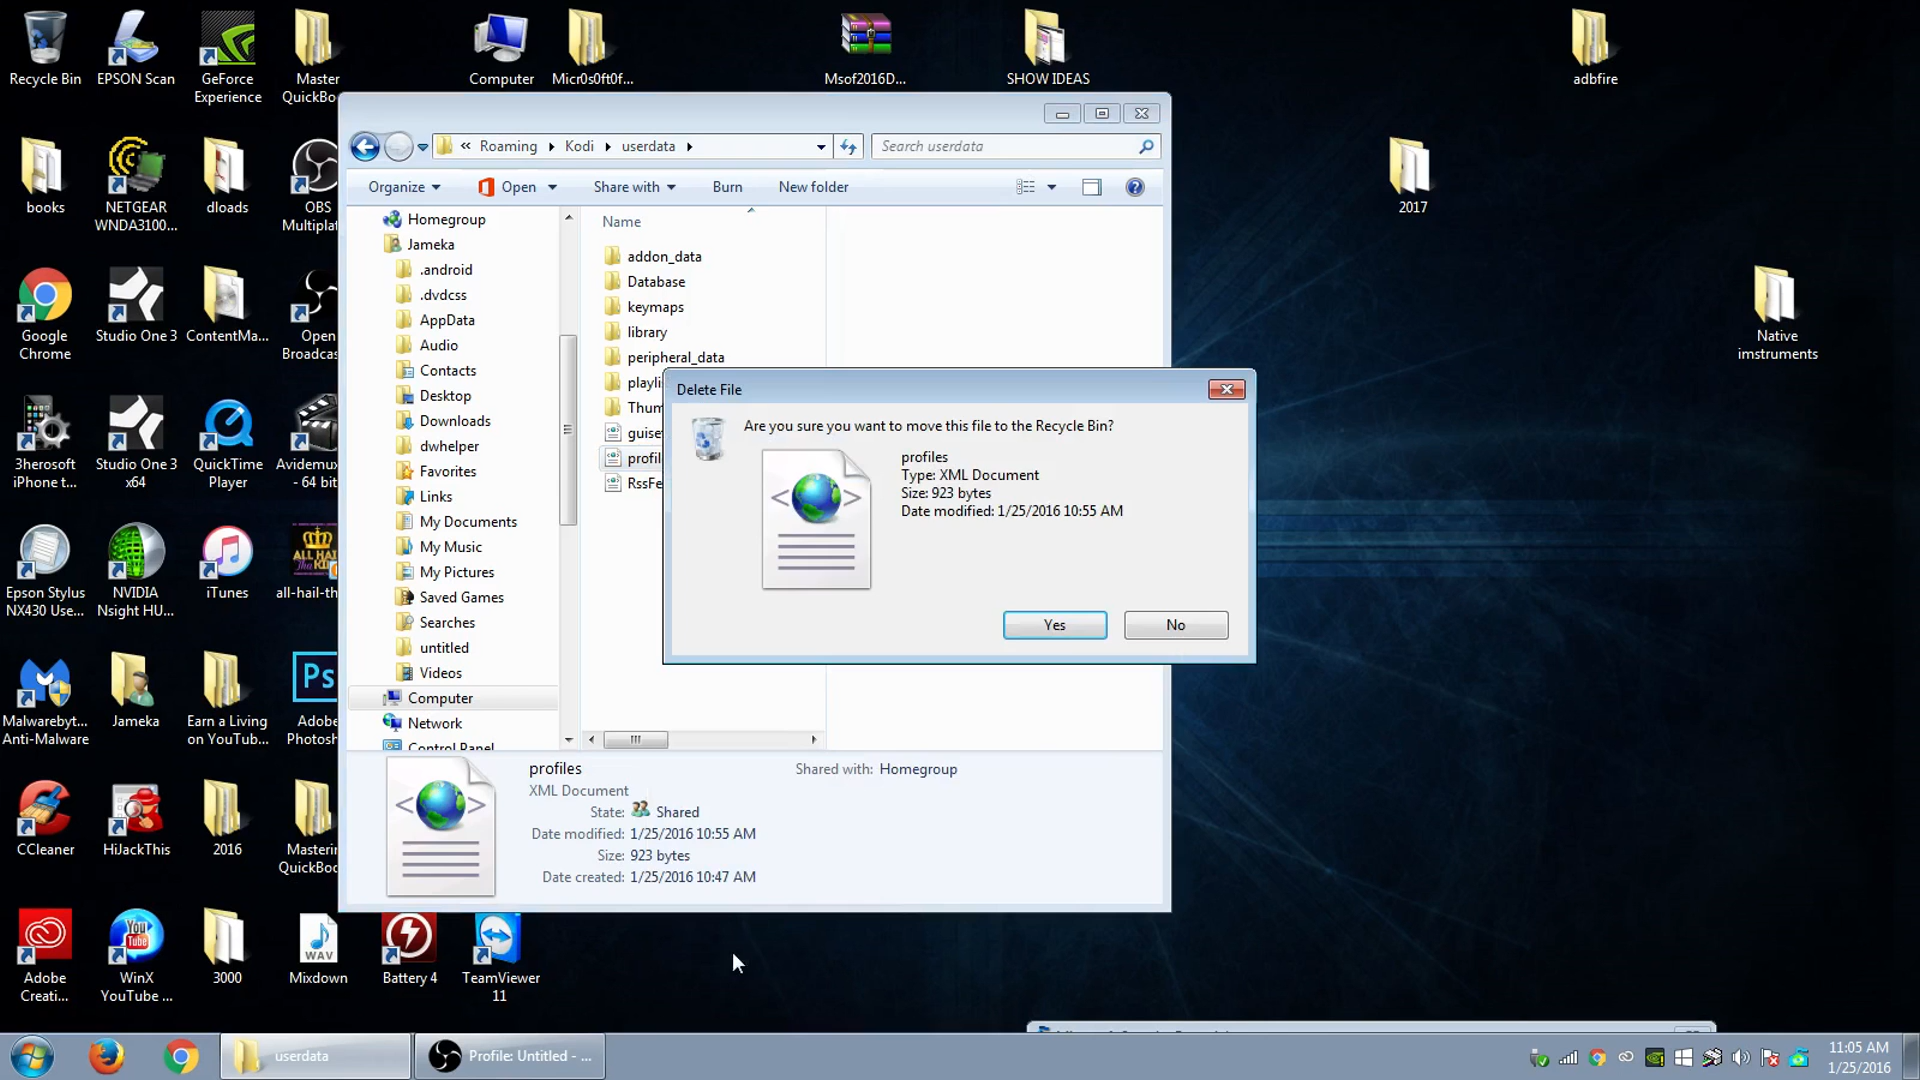 Recycle Bin
EPSON Scan
GeForce
Experience
Master
QuickBo
Computer
Micr0s0ft0f...
Msof2016D...
SHOW IDEAS
adbfire
books
NETGEAR
WNDA3100...
dloads
OBS
Multiplat
2017
Google
Chrome
Studio One 3
ContentMa...
Open
Broadcas
Native
imstruments
3herosoft
iPhone t...
Studio One 3
x64
QuickTime
Player
Avidemux
- 64 bit
Epson Stylus
NX430 Use...
NVIDIA
Nsight HU...
iTunes
ALL HAIL
all-hail-th
Malwarebyt...
Anti-Malware
Jameka
Earn a Living
on YouTub...
Ps
Adobe
Photosh
CCleaner
HiJackThis
2016
Masterin
QuickBo
Adobe
Creati...
You
Tube
WinX
YouTube ...
3000
WAV
Mixdown
Battery 4
TeamViewer
11
« Roaming Kodi userdata
Search userdata
Organize
Open
Share with
Burn
New folder
Homegroup
Jameka
.android
.dvdcss
AppData
Audio
Contacts
Desktop
Downloads
dwhelper
Favorites
Links
My Documents
My Music
My Pictures
Saved Games
Searches
untitled
Videos
Computer
Network
Control Panel
Name
addon_data
Database
keymaps
library
peripheral_data
playli
Thum
guise
profil
RssFe
Delete File
Are you sure you want to move this file to the Recycle Bin?
profiles
Type: XML Document
Size: 923 bytes
Date modified: 1/25/2016 10:55 AM
Yes
No
profiles
XML Document
State: Shared
Date modified: 1/25/2016 10:55 AM
Size: 923 bytes
Date created: 1/25/2016 10:47 AM
Shared with: Homegroup
userdata
Profile: Untitled - ...
11:05 AM
1/25/2016